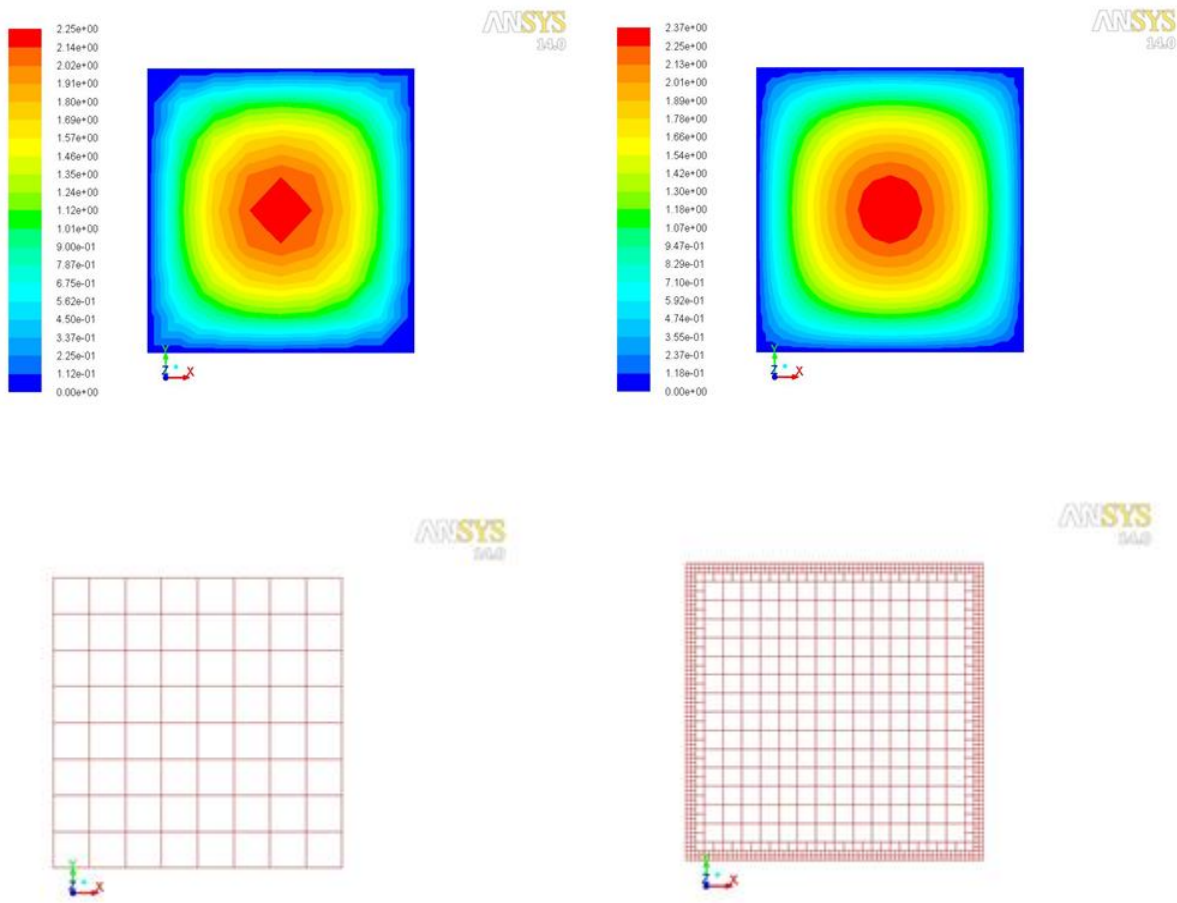 ANSYS
14.0
2.25e+00
2.14e+00
2.02e+00
1.91e+00
1.80e+00
1.69e+00
1.57e+00
1.46e+00
1.35e+00
1.24e+00
1.12e+00
1.01e+00
9.00e-01
7.87e-01
6.75e-01
5.62e-01
4.50e-01
3.37e-01
2.25e-01
1.12e-01
0.00e+00
Y
Z
X
ANSYS
14.0
2.37e+00
2.25e+00
2.13e+00
2.01e+00
1.89e+00
1.78e+00
1.66e+00
1.54e+00
1.42e+00
1.30e+00
1.18e+00
1.07e+00
9.47e-01
8.29e-01
7.10e-01
5.92e-01
4.74e-01
3.55e-01
2.37e-01
1.18e-01
0.00e+00
Y
Z
X
ANSYS
14.0
Y
Z
X
ANSYS
14.0
Y
Z
X